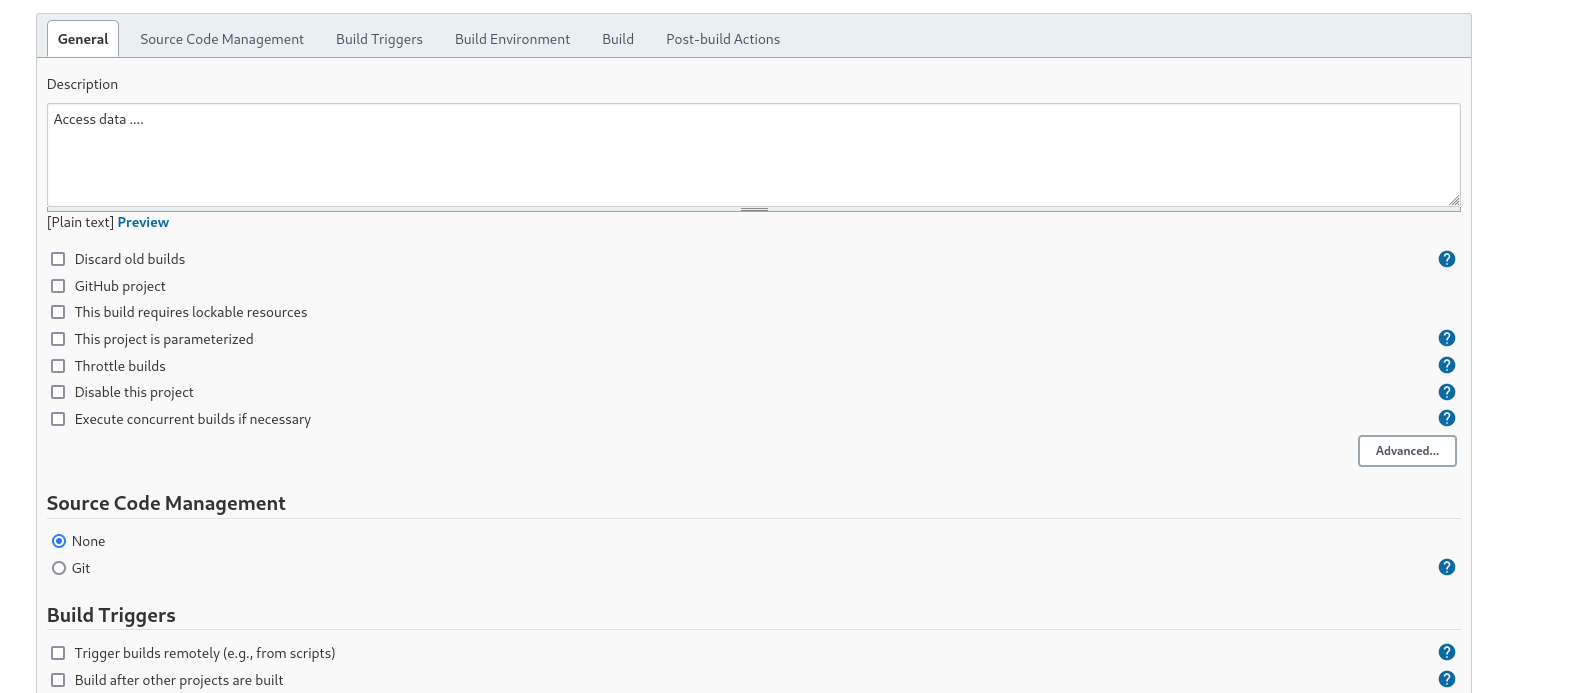 General Source Code Management Build Triggers Build Environment Build Post-build Actions
Description
Access data ....
[Plain text] Preview
Discard old builds ?
GitHub project
This build requires lockable resources
This project is parameterized ?
Throttle builds ?
Disable this project ?
Execute concurrent builds if necessary ?
Advanced...
Source Code Management
None
Git ?
Build Triggers
Trigger builds remotely (e.g., from scripts) ?
Build after other projects are built ?